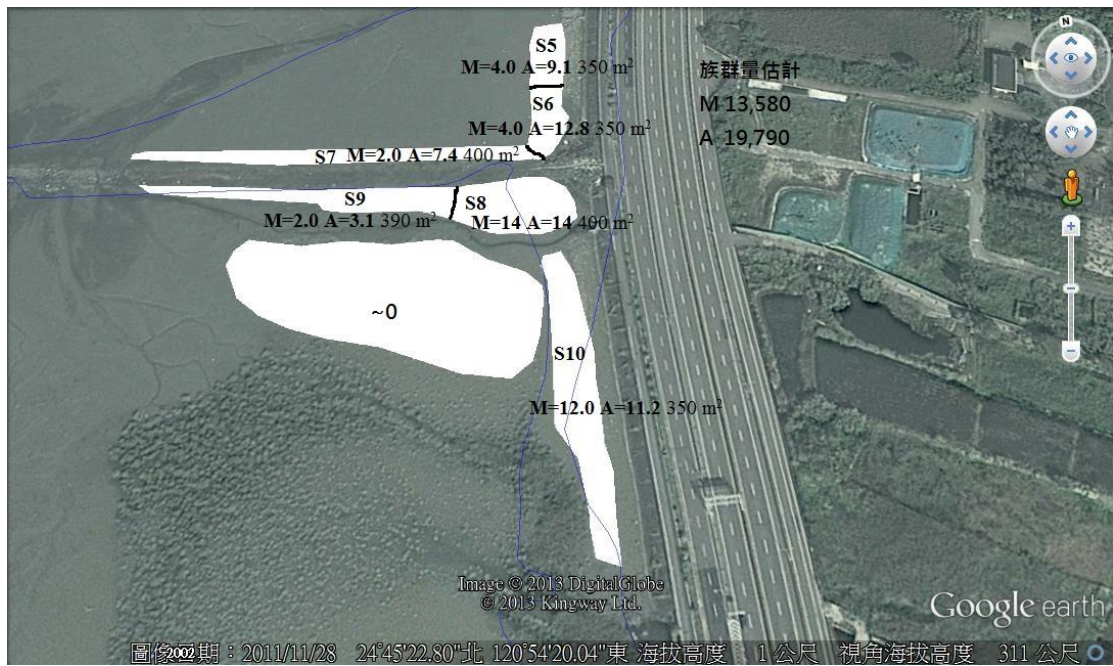 N
S5
M=4.0 A=9.1 350 m²
族群量估計
M 13,580
A 19,790
S6
M=4.0 A=12.8 350 m²
S7 M=2.0 A=7.4 400 m²
S9
S8
M=2.0 A=3.1 390 m²
M=14 A=14 400 m²
~0
S10
M=12.0 A=11.2 350 m²
Image © 2013 DigitalGlobe
© 2013 Kingway Ltd.
Google earth
2002
圖像日期：2011/11/28 24°45'22.80"北 120°54'20.04"東 海拔高度 1 公尺 視角海拔高度 311 公尺